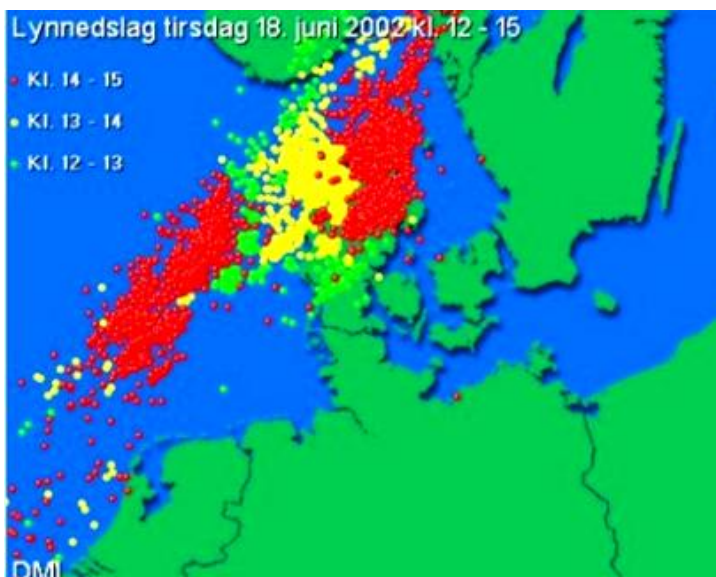 Lynnedslag tirsdag 18. juni 2002 kl. 12 - 15
Kl. 14 - 15
Kl. 13 - 14
Kl. 12 - 13
DMI